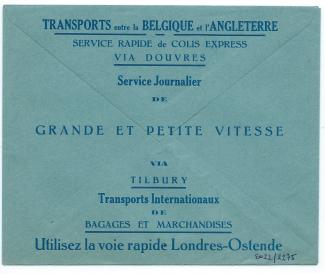 TRANSPORTS entre la BELGIQUE et l'ANGLETERRE
SERVICE RAPIDE de COLIS EXPRESS
VIA DOUVRES
Service Journalier
DE
GRANDE ET PETITE VITESSE
VIA
TILBURY
Transports Internationaux
DE
BAGAGES ET MARCHANDISES
Utilisez la voie rapide Londres-Ostende